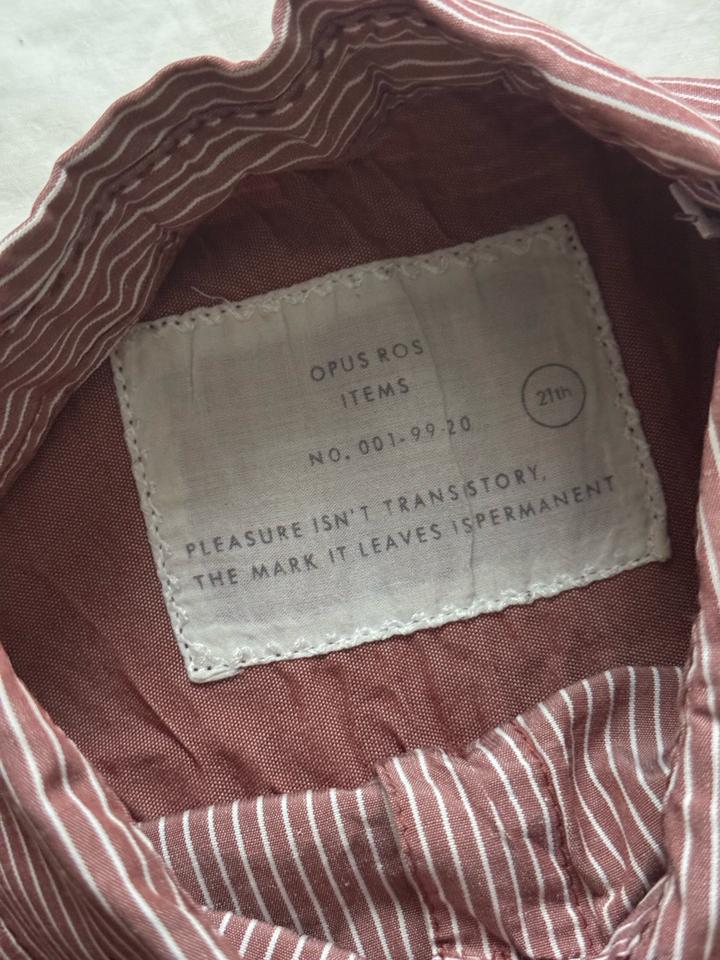 OPUS ROS
ITEMS
21th
NO. 001-99-20
PLEASURE ISN'T TRANSISTORY,
THE MARK IT LEAVES ISPERMANENT